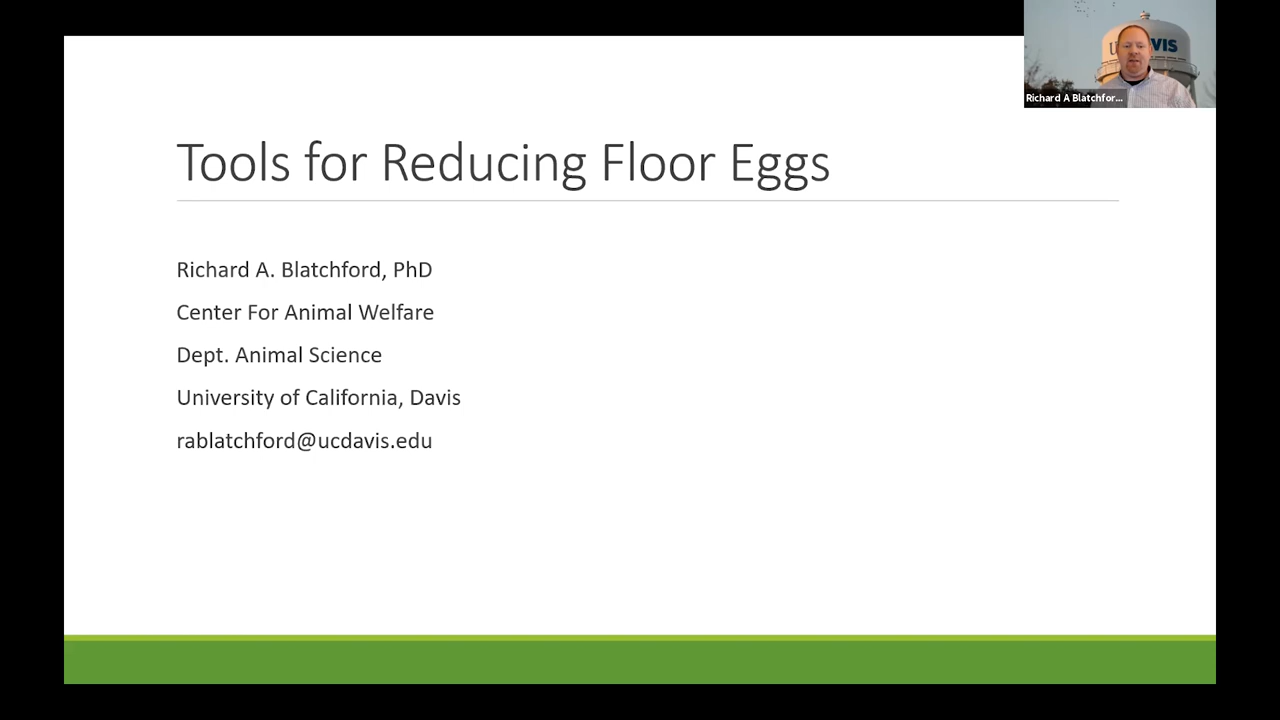 Tools for Reducing Floor Eggs
Richard A. Blatchford, PhD
Center For Animal Welfare
Dept. Animal Science
University of California, Davis
rablatchford@ucdavis.edu
U VIS
Richard A Blatchfor...